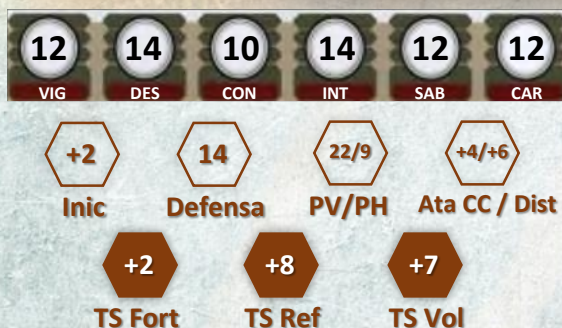 12 14 10 14 12 12
VIG DES CON INT SAB CAR
+2 14 22/9 +4/+6
Inic Defensa PV/PH Ata CC / Dist
+2 +8 +7
TS Fort TS Ref TS Vol